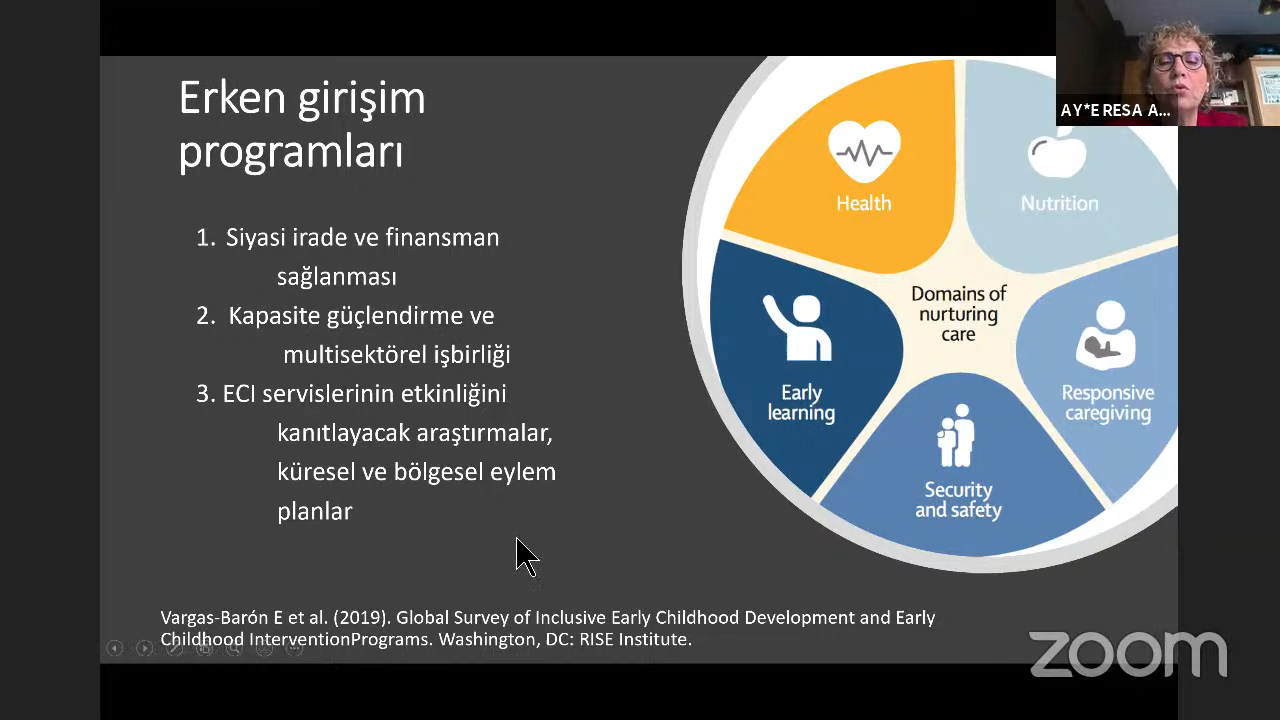 Erken girişim
programları
1. Siyasi irade ve finansman
sağlanması
2. Kapasite güçlendirme ve
multisektörel işbirliği
3. ECI servislerinin etkinliğini
kanıtlayacak araştırmalar,
küresel ve bölgesel eylem
planlar
Health
Nutrition
Domains of
nurturing
care
Early
learning
Responsive
caregiving
Security
and safety
Vargas-Barón E et al. (2019). Global Survey of Inclusive Early Childhood Development and Early
Childhood InterventionPrograms. Washington, DC: RISE Institute.
AY*E RESA A...
zoom